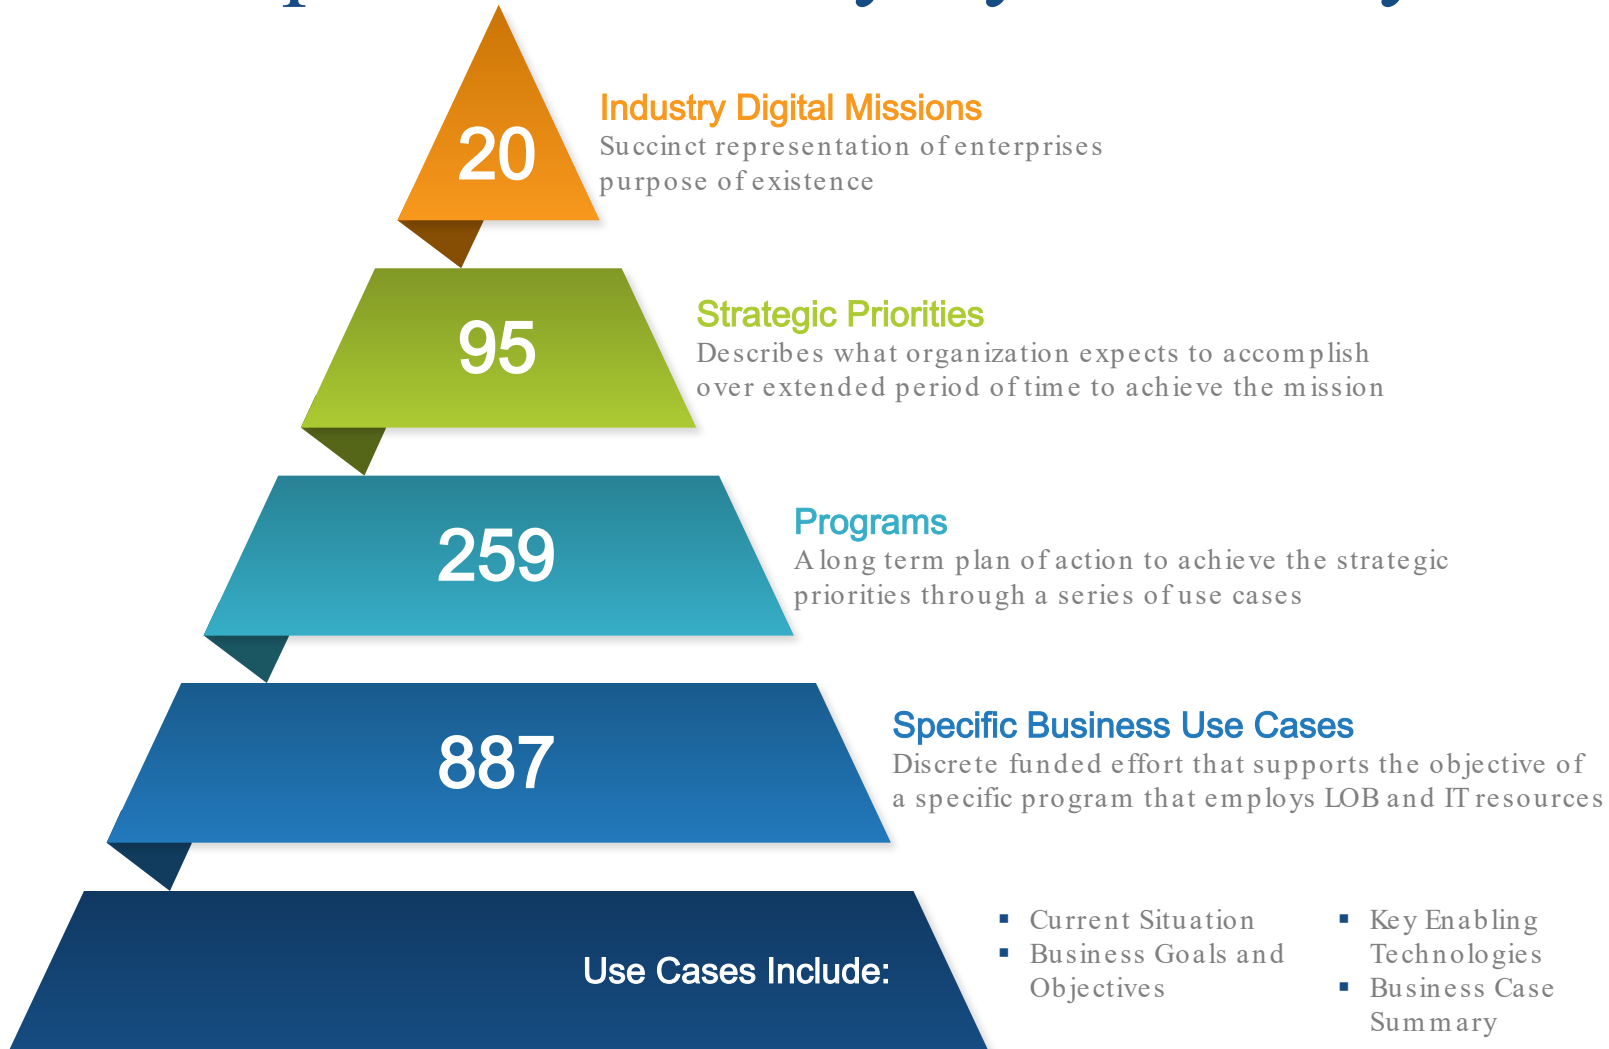 20
Industry Digital Missions
Succinct representation of enterprises
purpose of existence
95
Strategic Priorities
Describes what organization expects to accomplish
over extended period of time to achieve the mission
259
Programs
A long term plan of action to achieve the strategic
priorities through a series of use cases
887
Specific Business Use Cases
Discrete funded effort that supports the objective of
a specific program that employs LOB and IT resources
Use Cases Include:
▪ Current Situation
▪ Business Goals and
Objectives
▪ Key Enabling
Technologies
▪ Business Case
Summary